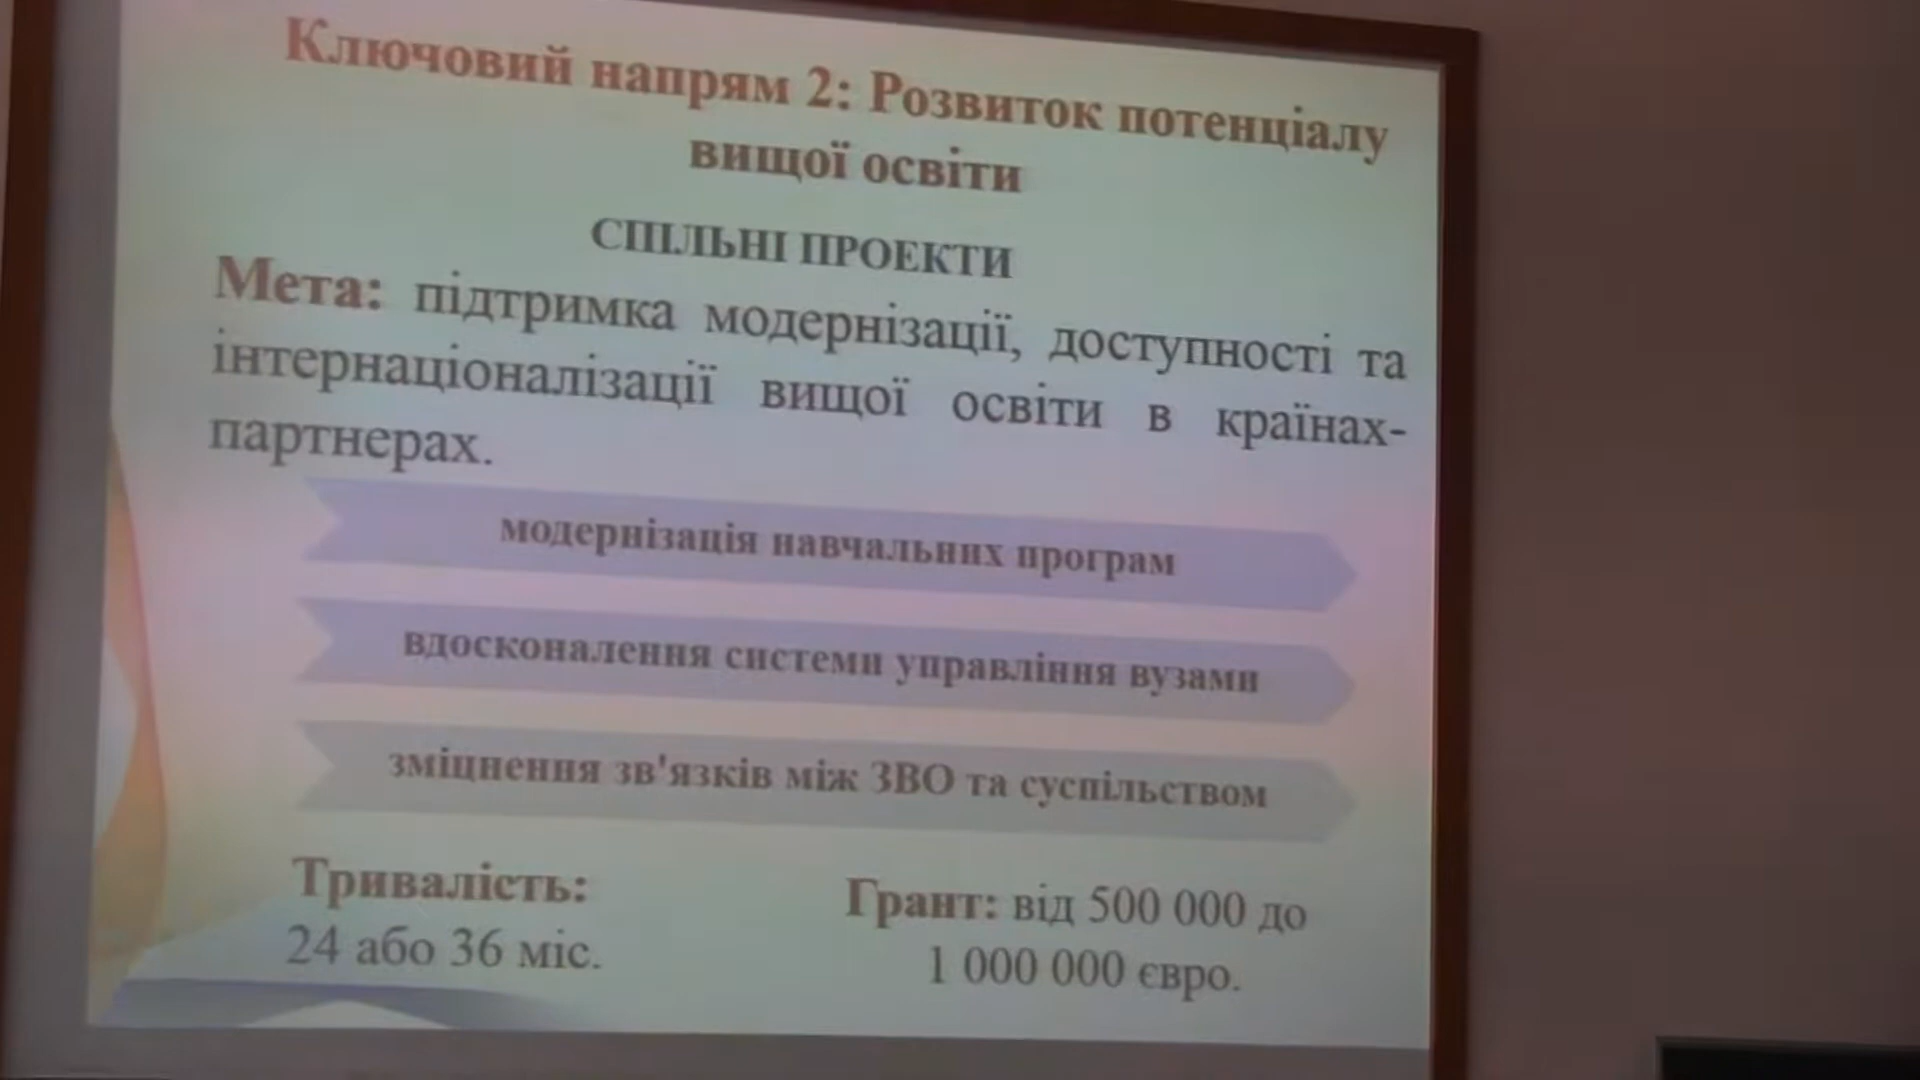 Ключовий напрям 2: Розвиток потенціалу
вищої освіти
СПІЛЬНІ ПРОЕКТИ
Мета: підтримка модернізації, доступності та
інтернаціоналізації вищої освіти в країнах-
партнерах.
модернізація навчальних програм
вдосконалення системи управління вузами
зміцнення зв'язків між ЗВО та суспільством
Тривалість:
24 або 36 міс.
Грант: від 500 000 до
1 000 000 євро.